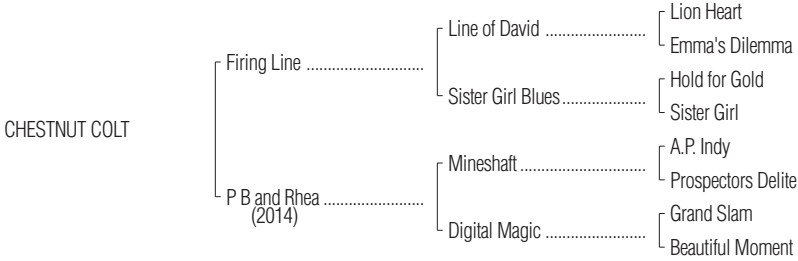 Lion Heart
Line of David ........................
Emma's Dilemma
Firing Line ............................
Hold for Gold
Sister Girl Blues....................
Sister Girl
CHESTNUT COLT
A.P. Indy
Mineshaft ..............................
Prospectors Delite
P B and Rhea ........................
(2014)
Grand Slam
Digital Magic ........................
Beautiful Moment